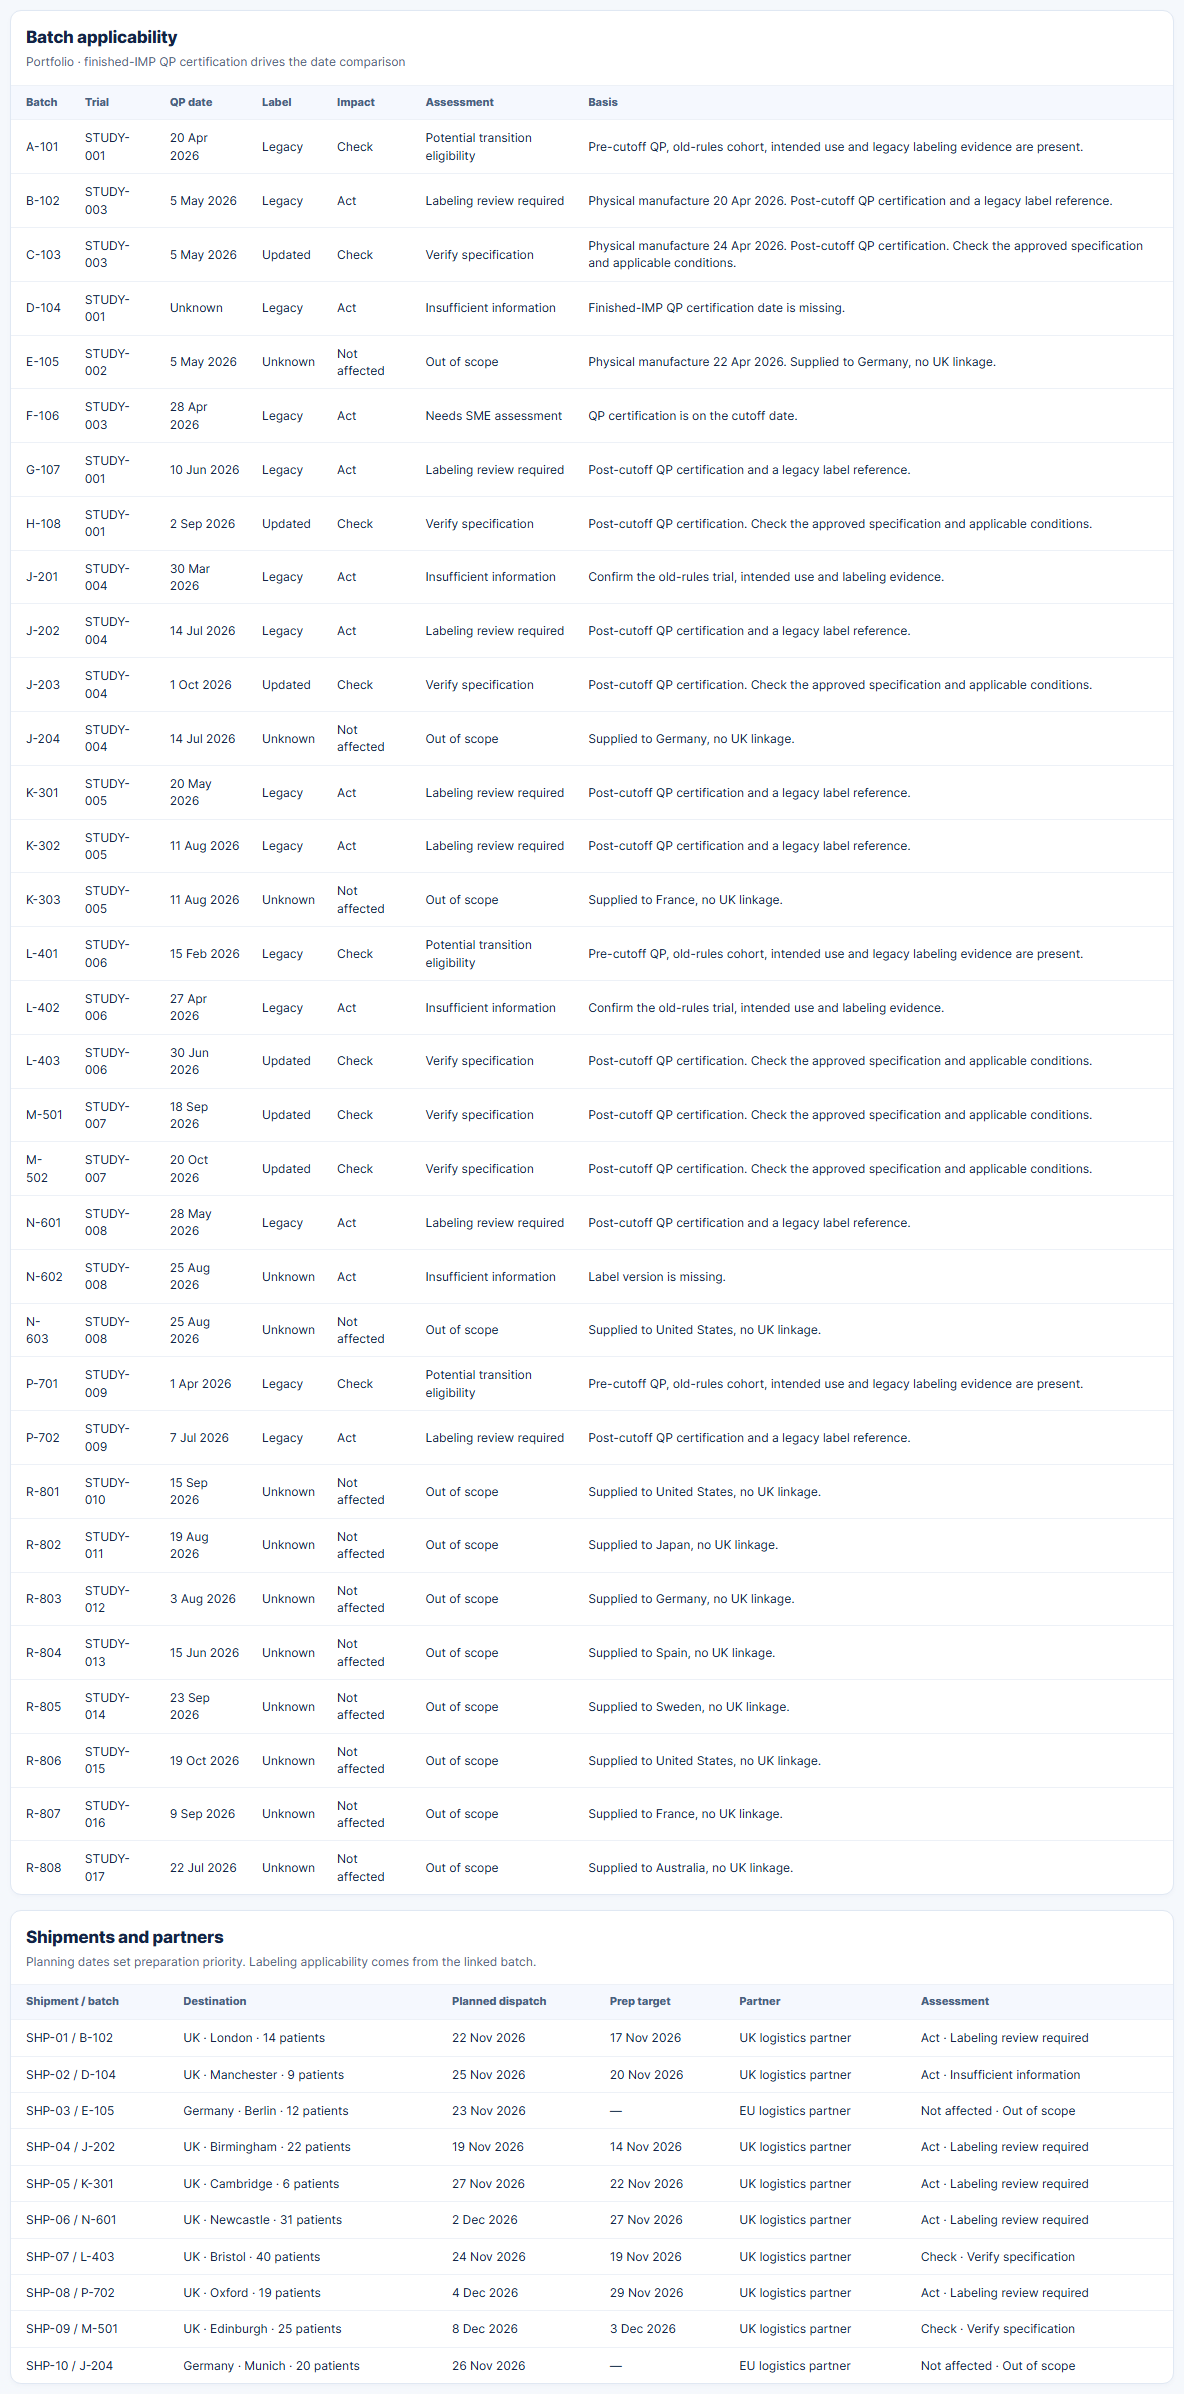 Batch applicability
Portfolio · finished-IMP QP certification drives the date comparison
Batch Trial QP date Label Impact Assessment Basis
A-101 STUDY-001 20 Apr 2026 Legacy Check Potential transition eligibility Pre-cutoff QP, old-rules cohort, intended use and legacy labeling evidence are present.
B-102 STUDY-003 5 May 2026 Legacy Act Labeling review required Physical manufacture 20 Apr 2026. Post-cutoff QP certification and a legacy label reference.
C-103 STUDY-003 5 May 2026 Updated Check Verify specification Physical manufacture 24 Apr 2026. Post-cutoff QP certification. Check the approved specification and applicable conditions.
D-104 STUDY-001 Unknown Legacy Act Insufficient information Finished-IMP QP certification date is missing.
E-105 STUDY-002 5 May 2026 Unknown Not affected Out of scope Physical manufacture 22 Apr 2026. Supplied to Germany, no UK linkage.
F-106 STUDY-003 28 Apr 2026 Legacy Act Needs SME assessment QP certification is on the cutoff date.
G-107 STUDY-001 10 Jun 2026 Legacy Act Labeling review required Post-cutoff QP certification and a legacy label reference.
H-108 STUDY-001 2 Sep 2026 Updated Check Verify specification Post-cutoff QP certification. Check the approved specification and applicable conditions.
J-201 STUDY-004 30 Mar 2026 Legacy Act Insufficient information Confirm the old-rules trial, intended use and labeling evidence.
J-202 STUDY-004 14 Jul 2026 Legacy Act Labeling review required Post-cutoff QP certification and a legacy label reference.
J-203 STUDY-004 1 Oct 2026 Updated Check Verify specification Post-cutoff QP certification. Check the approved specification and applicable conditions.
J-204 STUDY-004 14 Jul 2026 Unknown Not affected Out of scope Supplied to Germany, no UK linkage.
K-301 STUDY-005 20 May 2026 Legacy Act Labeling review required Post-cutoff QP certification and a legacy label reference.
K-302 STUDY-005 11 Aug 2026 Legacy Act Labeling review required Post-cutoff QP certification and a legacy label reference.
K-303 STUDY-005 11 Aug 2026 Unknown Not affected Out of scope Supplied to France, no UK linkage.
L-401 STUDY-006 15 Feb 2026 Legacy Check Potential transition eligibility Pre-cutoff QP, old-rules cohort, intended use and legacy labeling evidence are present.
L-402 STUDY-006 27 Apr 2026 Legacy Act Insufficient information Confirm the old-rules trial, intended use and labeling evidence.
L-403 STUDY-006 30 Jun 2026 Updated Check Verify specification Post-cutoff QP certification. Check the approved specification and applicable conditions.
M-501 STUDY-007 18 Sep 2026 Updated Check Verify specification Post-cutoff QP certification. Check the approved specification and applicable conditions.
M-502 STUDY-007 20 Oct 2026 Updated Check Verify specification Post-cutoff QP certification. Check the approved specification and applicable conditions.
N-601 STUDY-008 28 May 2026 Legacy Act Labeling review required Post-cutoff QP certification and a legacy label reference.
N-602 STUDY-008 25 Aug 2026 Unknown Act Insufficient information Label version is missing.
N-603 STUDY-008 25 Aug 2026 Unknown Not affected Out of scope Supplied to United States, no UK linkage.
P-701 STUDY-009 1 Apr 2026 Legacy Check Potential transition eligibility Pre-cutoff QP, old-rules cohort, intended use and legacy labeling evidence are present.
P-702 STUDY-009 7 Jul 2026 Legacy Act Labeling review required Post-cutoff QP certification and a legacy label reference.
R-801 STUDY-010 15 Sep 2026 Unknown Not affected Out of scope Supplied to United States, no UK linkage.
R-802 STUDY-011 19 Aug 2026 Unknown Not affected Out of scope Supplied to Japan, no UK linkage.
R-803 STUDY-012 3 Aug 2026 Unknown Not affected Out of scope Supplied to Germany, no UK linkage.
R-804 STUDY-013 15 Jun 2026 Unknown Not affected Out of scope Supplied to Spain, no UK linkage.
R-805 STUDY-014 23 Sep 2026 Unknown Not affected Out of scope Supplied to Sweden, no UK linkage.
R-806 STUDY-015 19 Oct 2026 Unknown Not affected Out of scope Supplied to United States, no UK linkage.
R-807 STUDY-016 9 Sep 2026 Unknown Not affected Out of scope Supplied to France, no UK linkage.
R-808 STUDY-017 22 Jul 2026 Unknown Not affected Out of scope Supplied to Australia, no UK linkage.
Shipments and partners
Planning dates set preparation priority. Labeling applicability comes from the linked batch.
Shipment / batch Destination Planned dispatch Prep target Partner Assessment
SHP-01 / B-102 UK · London · 14 patients 22 Nov 2026 17 Nov 2026 UK logistics partner Act · Labeling review required
SHP-02 / D-104 UK · Manchester · 9 patients 25 Nov 2026 20 Nov 2026 UK logistics partner Act · Insufficient information
SHP-03 / E-105 Germany · Berlin · 12 patients 23 Nov 2026 — EU logistics partner Not affected · Out of scope
SHP-04 / J-202 UK · Birmingham · 22 patients 19 Nov 2026 14 Nov 2026 UK logistics partner Act · Labeling review required
SHP-05 / K-301 UK · Cambridge · 6 patients 27 Nov 2026 22 Nov 2026 UK logistics partner Act · Labeling review required
SHP-06 / N-601 UK · Newcastle · 31 patients 2 Dec 2026 27 Nov 2026 UK logistics partner Act · Labeling review required
SHP-07 / L-403 UK · Bristol · 40 patients 24 Nov 2026 19 Nov 2026 UK logistics partner Check · Verify specification
SHP-08 / P-702 UK · Oxford · 19 patients 4 Dec 2026 29 Nov 2026 UK logistics partner Act · Labeling review required
SHP-09 / M-501 UK · Edinburgh · 25 patients 8 Dec 2026 3 Dec 2026 UK logistics partner Check · Verify specification
SHP-10 / J-204 Germany · Munich · 20 patients 26 Nov 2026 — EU logistics partner Not affected · Out of scope